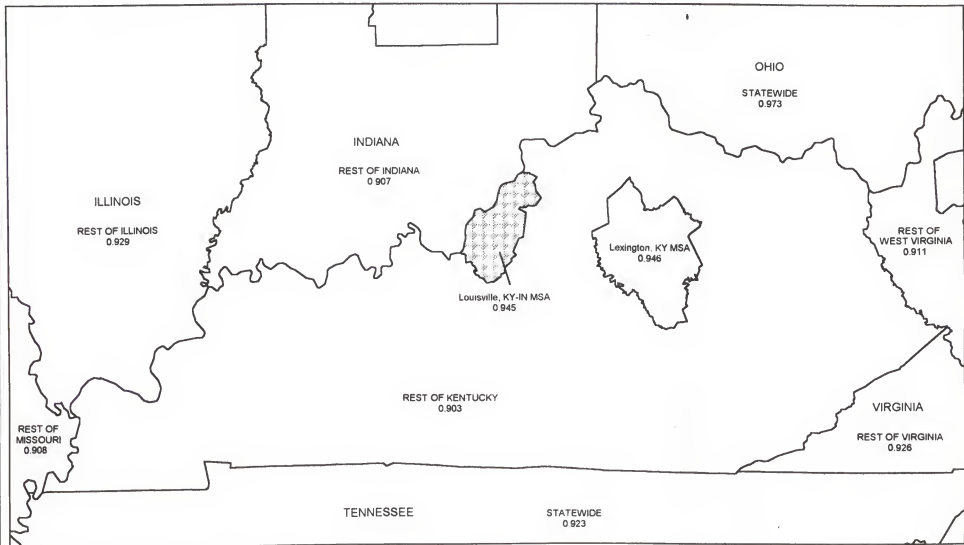 OHIO
STATEWIDE
0.973
INDIANA
REST OF INDIANA
0.907
ILLINOIS
REST OF ILLINOIS
0.929
REST OF
WEST VIRGINIA
0.911
Lexington, KY MSA
0.946
Louisville, KY-IN MSA
0.945
REST OF KENTUCKY
0.903
VIRGINIA
REST OF VIRGINIA
0.926
REST OF
MISSOURI
0.908
TENNESSEE
STATEWIDE
0.923